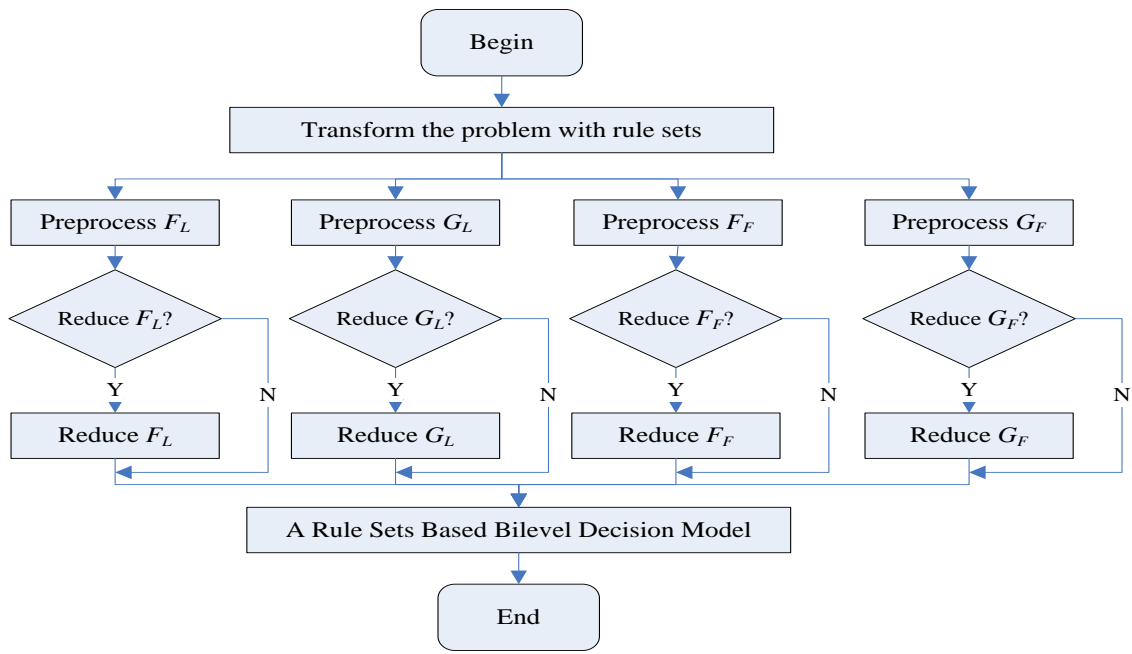 Begin
Transform the problem with rule sets
Preprocess F_L
Preprocess G_L
Preprocess F_F
Preprocess G_F
Reduce F_L?
Reduce G_L?
Reduce F_F?
Reduce G_F?
Y
N
Y
N
Y
N
Y
N
Reduce F_L
Reduce G_L
Reduce F_F
Reduce G_F
A Rule Sets Based Bilevel Decision Model
End